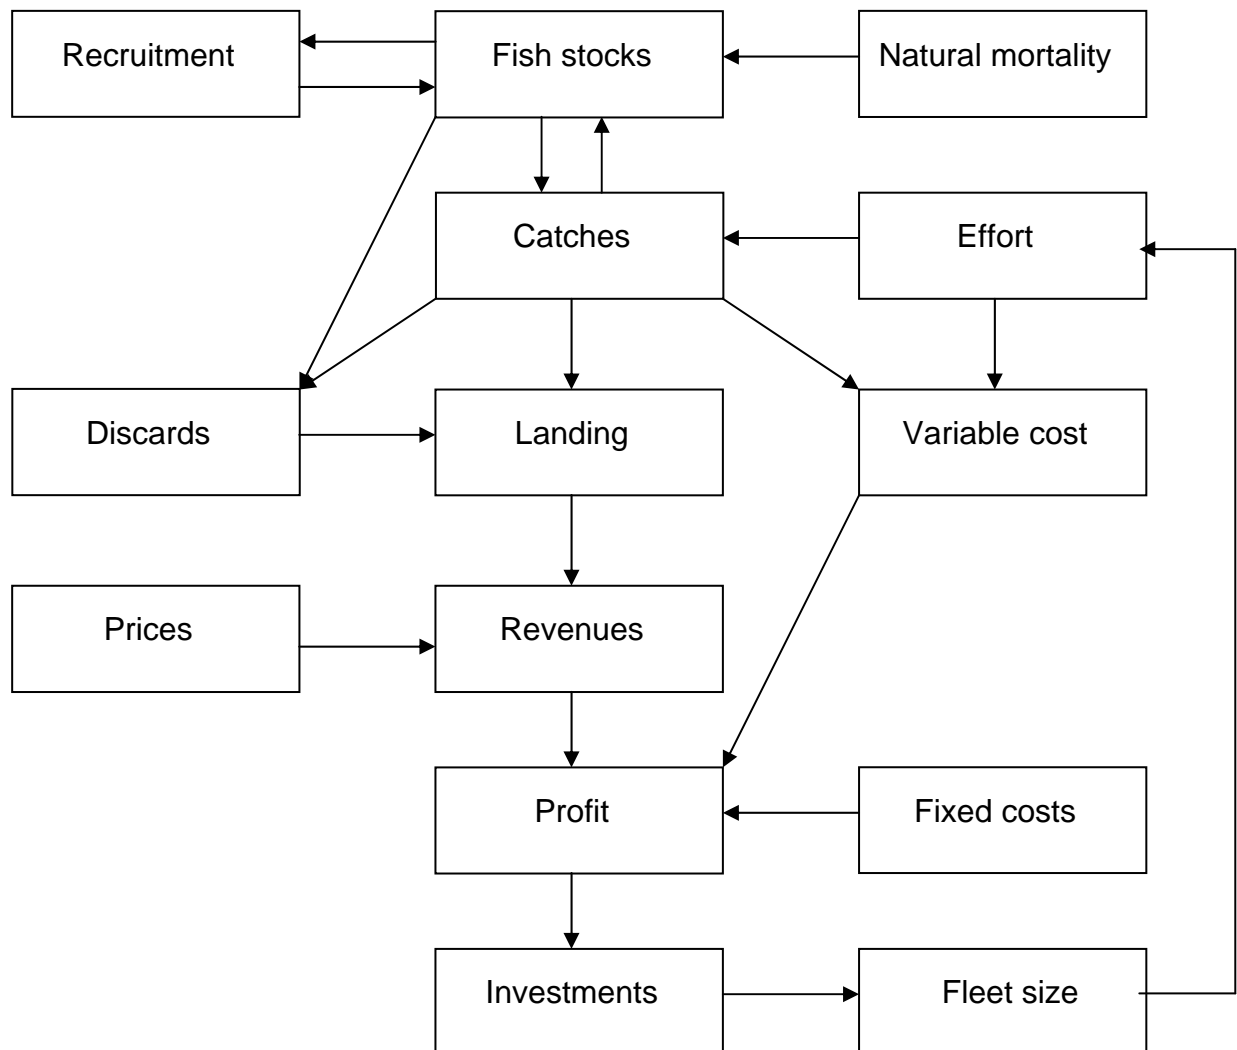 Recruitment
Fish stocks
Natural mortality
Catches
Effort
Discards
Landing
Variable cost
Prices
Revenues
Profit
Fixed costs
Investments
Fleet size